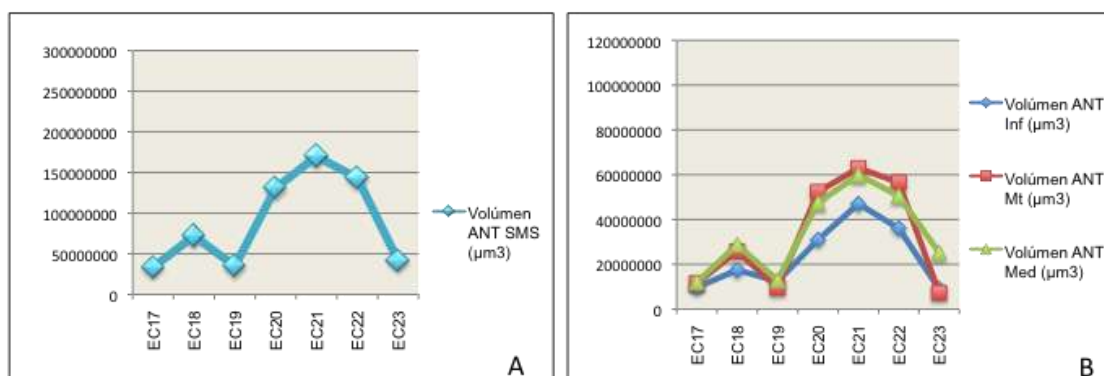 300000000
250000000
200000000
150000000
100000000
50000000
0
EC17
EC18
EC19
EC20
EC21
EC22
EC23
Volúmen
ANT SMS
(µm3)
A
120000000
100000000
80000000
60000000
40000000
20000000
0
EC17
EC18
EC19
EC20
EC21
EC22
EC23
Volúmen ANT
Inf (µm3)
Volúmen ANT
Mt (µm3)
Volúmen ANT
Med (µm3)
B